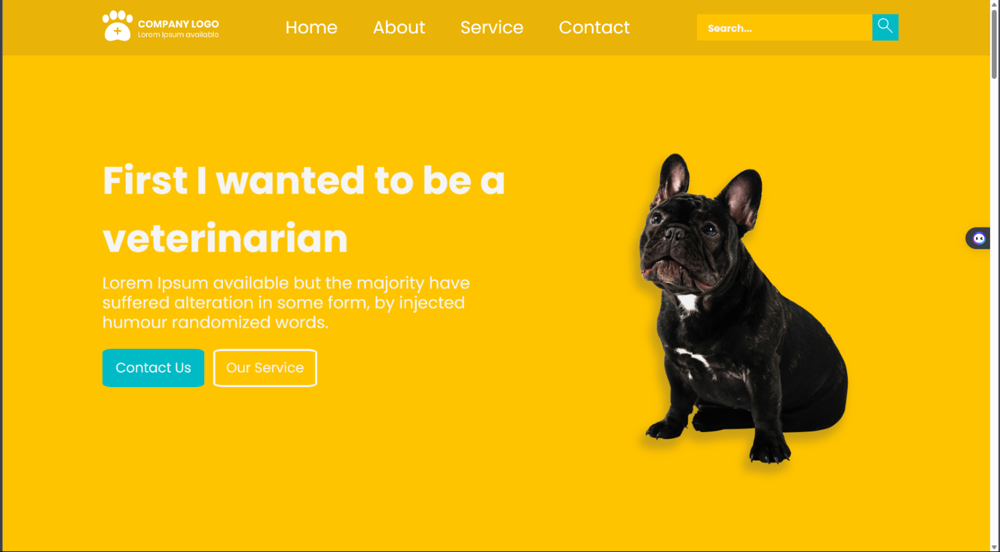 COMPANY LOGO
Lorem Ipsum available
Home About Service Contact
Search...
First I wanted to be a
veterinarian
Lorem Ipsum available but the majority have
suffered alteration in some form, by injected
humour randomized words.
Contact Us
Our Service